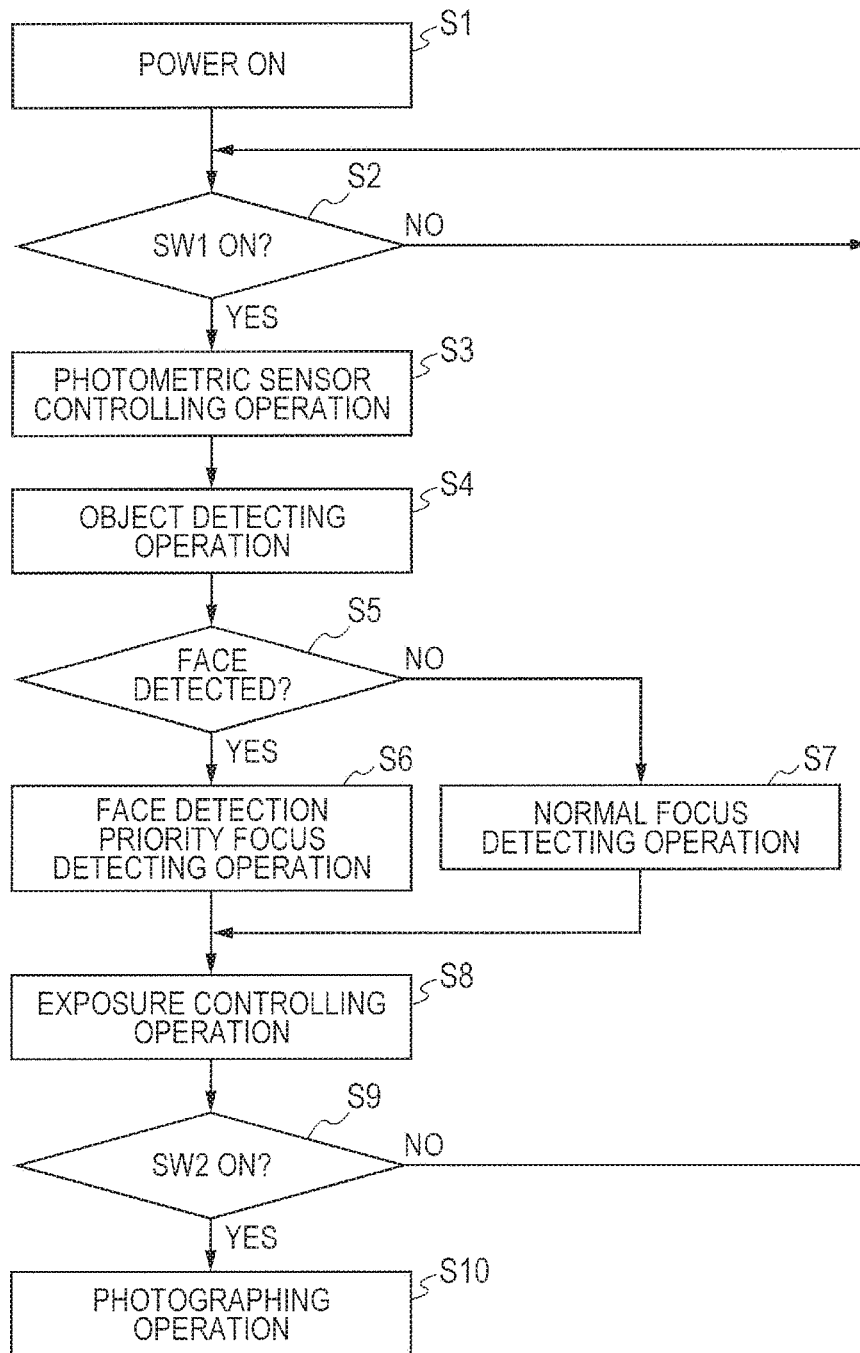 S1
POWER ON
S2
SW1 ON?
NO
YES
S3
PHOTOMETRIC SENSOR
CONTROLLING OPERATION
S4
OBJECT DETECTING
OPERATION
S5
FACE
DETECTED?
NO
YES
S6
FACE DETECTION
PRIORITY FOCUS
DETECTING OPERATION
S7
NORMAL FOCUS
DETECTING OPERATION
S8
EXPOSURE CONTROLLING
OPERATION
S9
SW2 ON?
NO
YES
S10
PHOTOGRAPHING
OPERATION